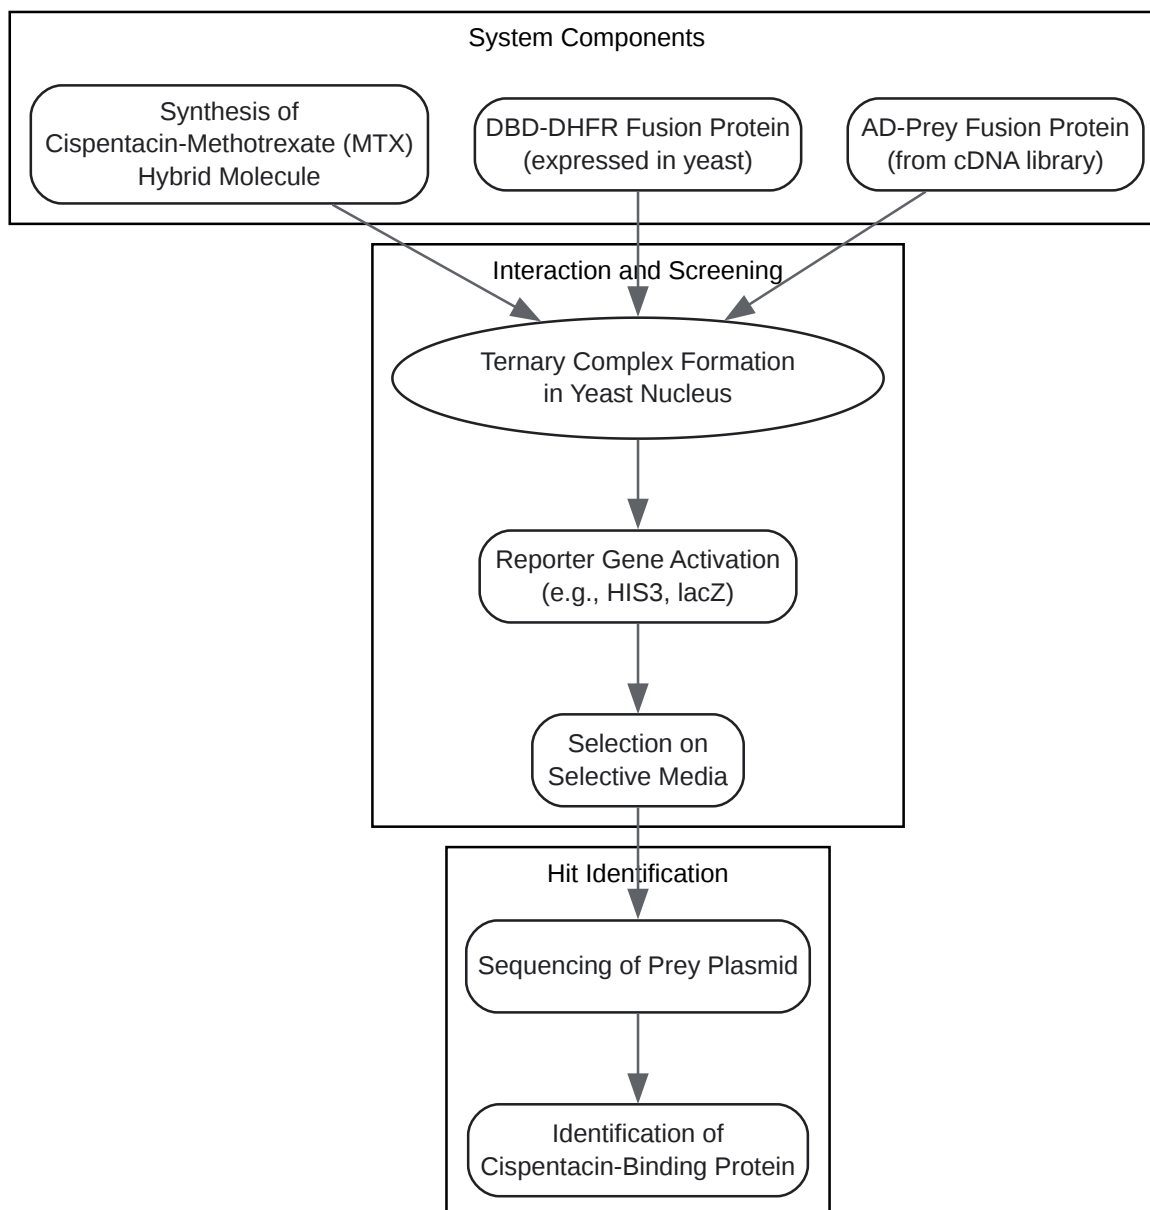 System Components
Synthesis of
Cispentacin-Methotrexate (MTX)
Hybrid Molecule
DBD-DHFR Fusion Protein
(expressed in yeast)
AD-Prey Fusion Protein
(from cDNA library)
Interaction and Screening
Ternary Complex Formation
in Yeast Nucleus
Reporter Gene Activation
(e.g., HIS3, lacZ)
Selection on
Selective Media
Hit Identification
Sequencing of Prey Plasmid
Identification of
Cispentacin-Binding Protein